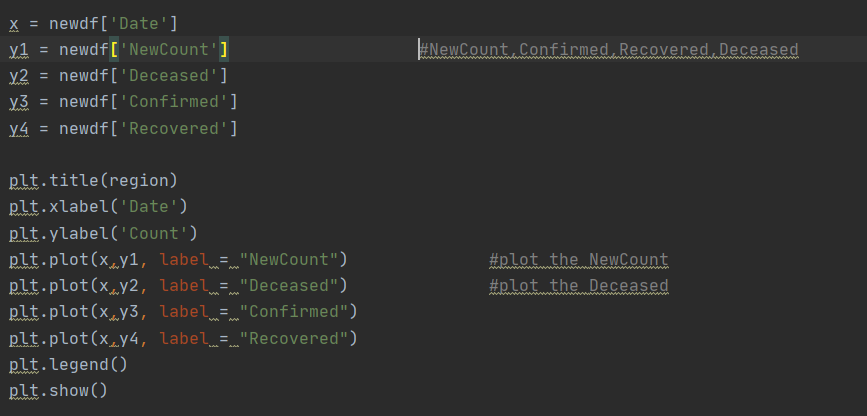 x = newdf['Date']
y1 = newdf['NewCount'] #NewCount,Confirmed,Recovered,Deceased
y2 = newdf['Deceased']
y3 = newdf['Confirmed']
y4 = newdf['Recovered']
plt.title(region)
plt.xlabel('Date')
plt.ylabel('Count')
plt.plot(x,y1, label = "NewCount") #plot the NewCount
plt.plot(x,y2, label = "Deceased") #plot the Deceased
plt.plot(x,y3, label = "Confirmed")
plt.plot(x,y4, label = "Recovered")
plt.legend()
plt.show()